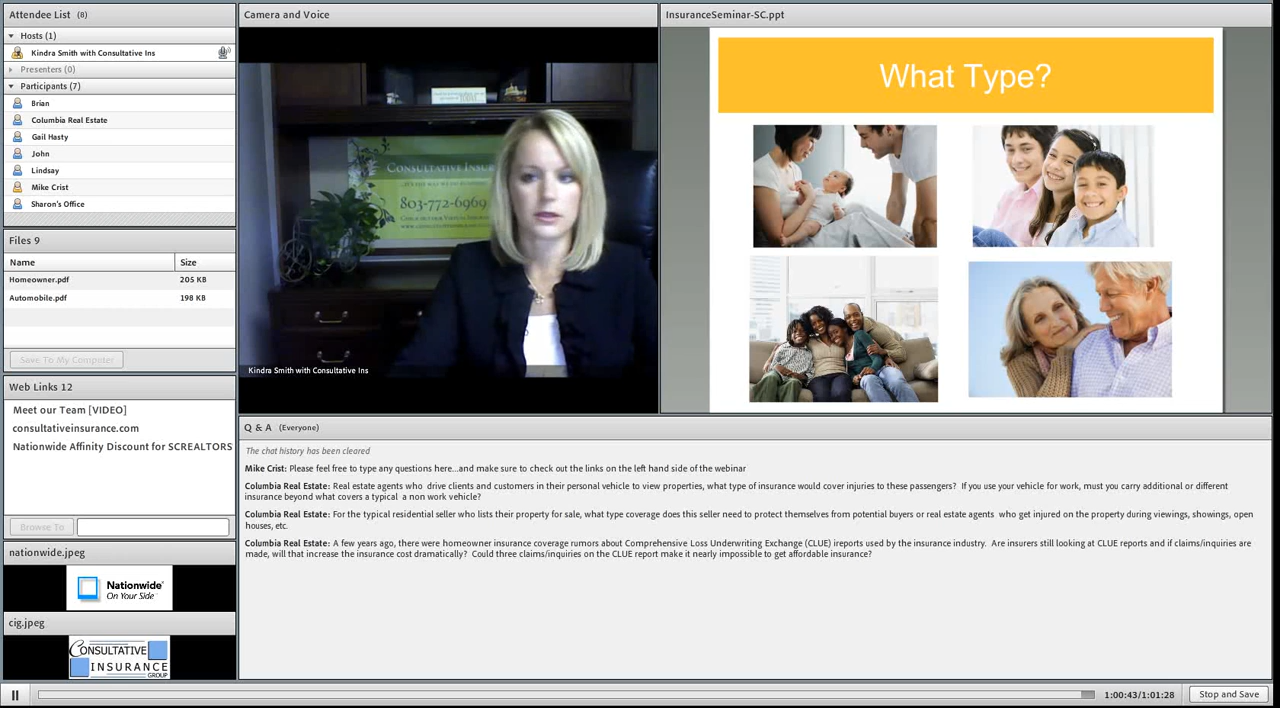 Attendee List (8)
Hosts (1)
Kindra Smith with Consultative Ins
Presenters (0)
Participants (7)
Brian
Columbia Real Estate
Gail Hasty
John
Lindsay
Mike Crist
Sharon's Office
Files 9
Name Size
Homeowner.pdf 205 KB
Automobile.pdf 198 KB
Save To My Computer
Web Links 12
Meet our Team [VIDEO]
consultativeinsurance.com
Nationwide Affinity Discount for SCREALTORS
Browse To
nationwide.jpeg
Nationwide®
On Your Side
cig.jpeg
CONSULTATIVE
INSURANCE
GROUP
Camera and Voice
CONSULTATIVE INSUR
803-772-6969
Kindra Smith with Consultative Ins
InsuranceSeminar-SC.ppt
What Type?
Q & A (Everyone)
The chat history has been cleared
Mike Crist: Please feel free to type any questions here...and make sure to check out the links on the left hand side of the webinar
Columbia Real Estate: Real estate agents who drive clients and customers in their personal vehicle to view properties, what type of insurance would cover injuries to these passengers? If you use your vehicle for work, must you carry additional or different
insurance beyond what covers a typical a non work vehicle?
Columbia Real Estate: For the typical residential seller who lists their property for sale, what type coverage does this seller need to protect themselves from potential buyers or real estate agents who get injured on the property during viewings, showings, open
houses, etc.
Columbia Real Estate: A few years ago, there were homeowner insurance coverage rumors about Comprehensive Loss Underwriting Exchange (CLUE) ireports used by the insurance industry. Are insurers still looking at CLUE reports and if claims/inquiries are
made, will that increase the insurance cost dramatically? Could three claims/inquiries on the CLUE report make it nearly impossible to get affordable insurance?
1:00:43/1:01:28
Stop and Save